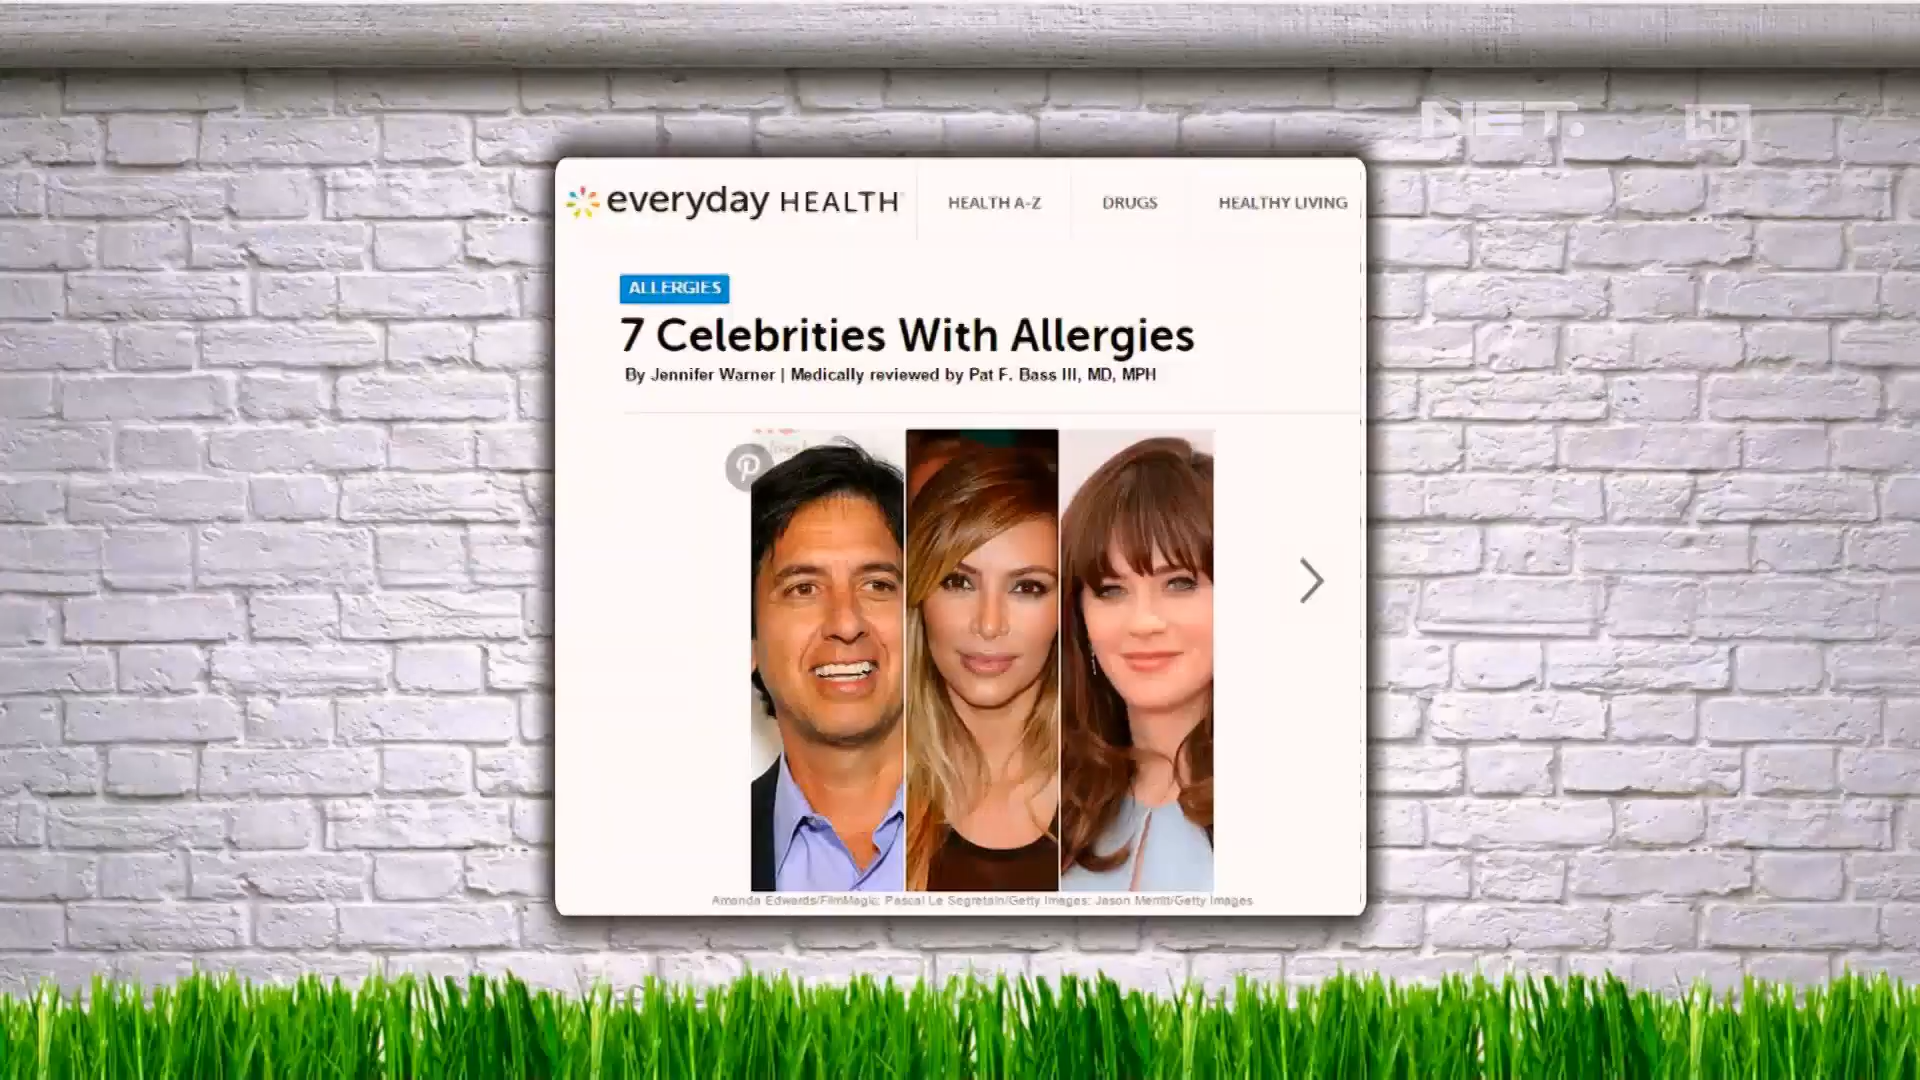 NET.
HD
everyday HEALTH
HEALTH A-Z
DRUGS
HEALTHY LIVING
ALLERGIES
7 Celebrities With Allergies
By Jennifer Warner | Medically reviewed by Pat F. Bass III, MD, MPH
Amanda Edwards/FilmMagic; Pascal Le Segretain/Getty Images; Jason Merritt/Getty Images